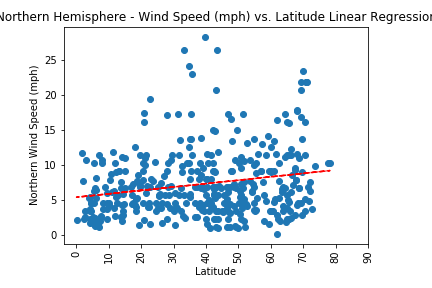 Northern Hemisphere - Wind Speed (mph) vs. Latitude Linear Regression
Northern Wind Speed (mph)
25
20
15
10
5
0
0 10 20 30 40 50 60 70 80 90
Latitude